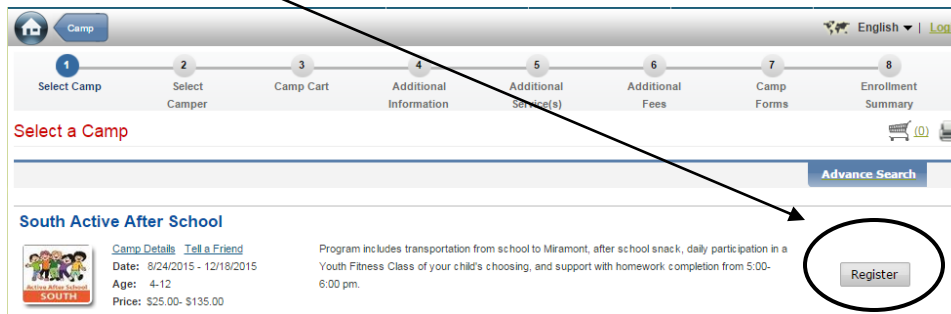 Camp
English ▼ | Log
1 2 3 4 5 6 7 8
Select Camp Select Camper Camp Cart Additional Information Additional Service(s) Additional Fees Camp Forms Enrollment Summary
Select a Camp
(0)
Advance Search
South Active After School
Active After School
SOUTH
Camp Details Tell a Friend
Date: 8/24/2015 - 12/18/2015
Age: 4-12
Price: $25.00- $135.00
Program includes transportation from school to Miramont, after school snack, daily participation in a
Youth Fitness Class of your child's choosing, and support with homework completion from 5:00-
6:00 pm.
Register